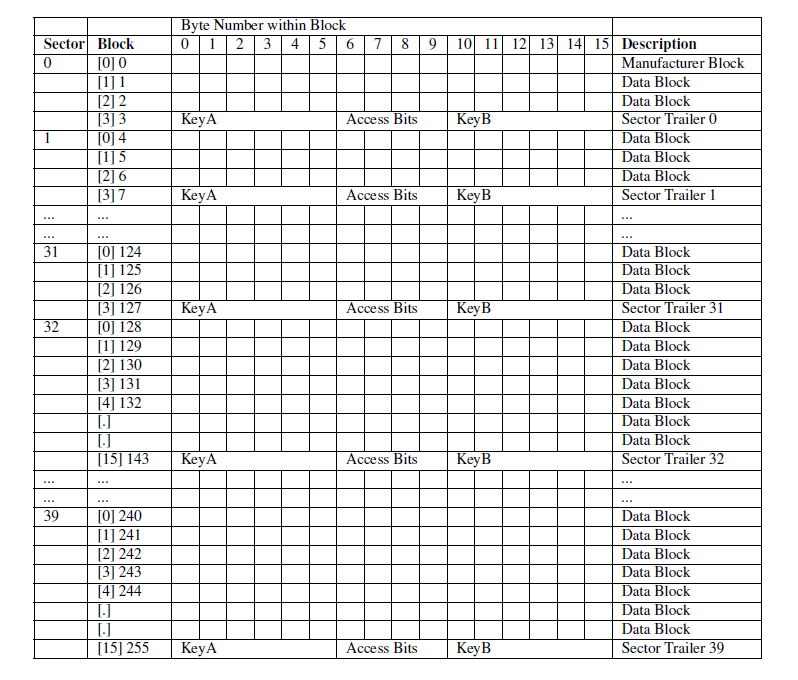 Byte Number within Block
Sector Block 0 1 2 3 4 5 6 7 8 9 10 11 12 13 14 15 Description
0 [0] 0 Manufacturer Block
[1] 1 Data Block
[2] 2 Data Block
[3] 3 KeyA Access Bits KeyB Sector Trailer 0
1 [0] 4 Data Block
[1] 5 Data Block
[2] 6 Data Block
[3] 7 KeyA Access Bits KeyB Sector Trailer 1
... ... ...
... ... ...
31 [0] 124 Data Block
[1] 125 Data Block
[2] 126 Data Block
[3] 127 KeyA Access Bits KeyB Sector Trailer 31
32 [0] 128 Data Block
[1] 129 Data Block
[2] 130 Data Block
[3] 131 Data Block
[4] 132 Data Block
[.] Data Block
[.] Data Block
[15] 143 KeyA Access Bits KeyB Sector Trailer 32
... ... ...
... ... ...
39 [0] 240 Data Block
[1] 241 Data Block
[2] 242 Data Block
[3] 243 Data Block
[4] 244 Data Block
[.] Data Block
[.] Data Block
[15] 255 KeyA Access Bits KeyB Sector Trailer 39